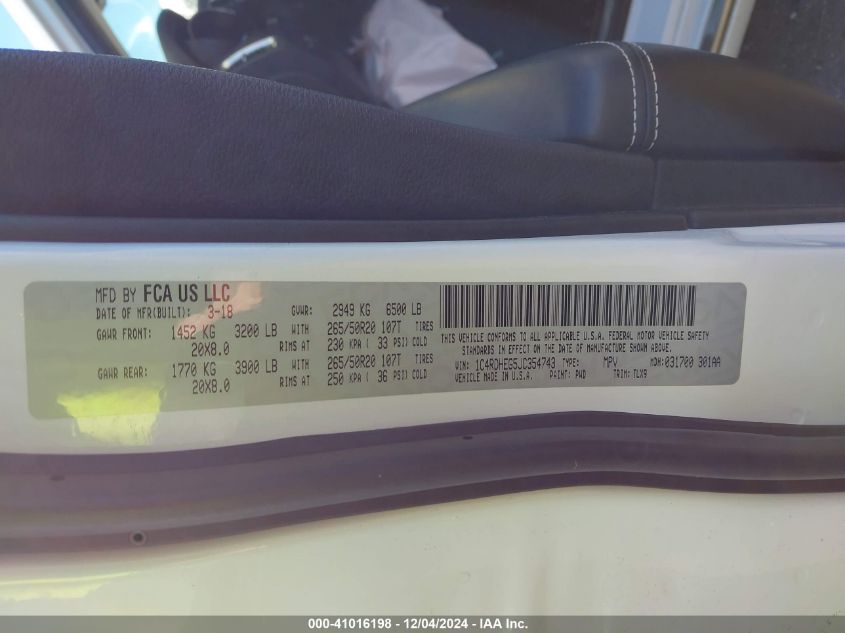 MFD BY FCA US LLC
DATE OF MFR(BUILT): 3-18 GVWR: 2949 KG 6500 LB
GAWR FRONT: 1452 KG 3200 LB WITH 265/50R20 107T TIRES
20X8.0 RIMS AT 230 KPA ( 33 PSI) COLD
GAWR REAR: 1770 KG 3900 LB WITH 265/50R20 107T TIRES
20X8.0 RIMS AT 250 KPA ( 36 PSI) COLD
THIS VEHICLE CONFORMS TO ALL APPLICABLE U.S.A. FEDERAL MOTOR VEHICLE SAFETY
STANDARDS IN EFFECT ON THE DATE OF MANUFACTURE SHOWN ABOVE.
VIN: 1C4RDHEG5JC354743 TYPE: MPV MDH: 031700 301AA
VEHICLE MADE IN U.S.A. PAINT: PWD TRIM: TLX9
000-41016198 - 12/04/2024 - IAA Inc.